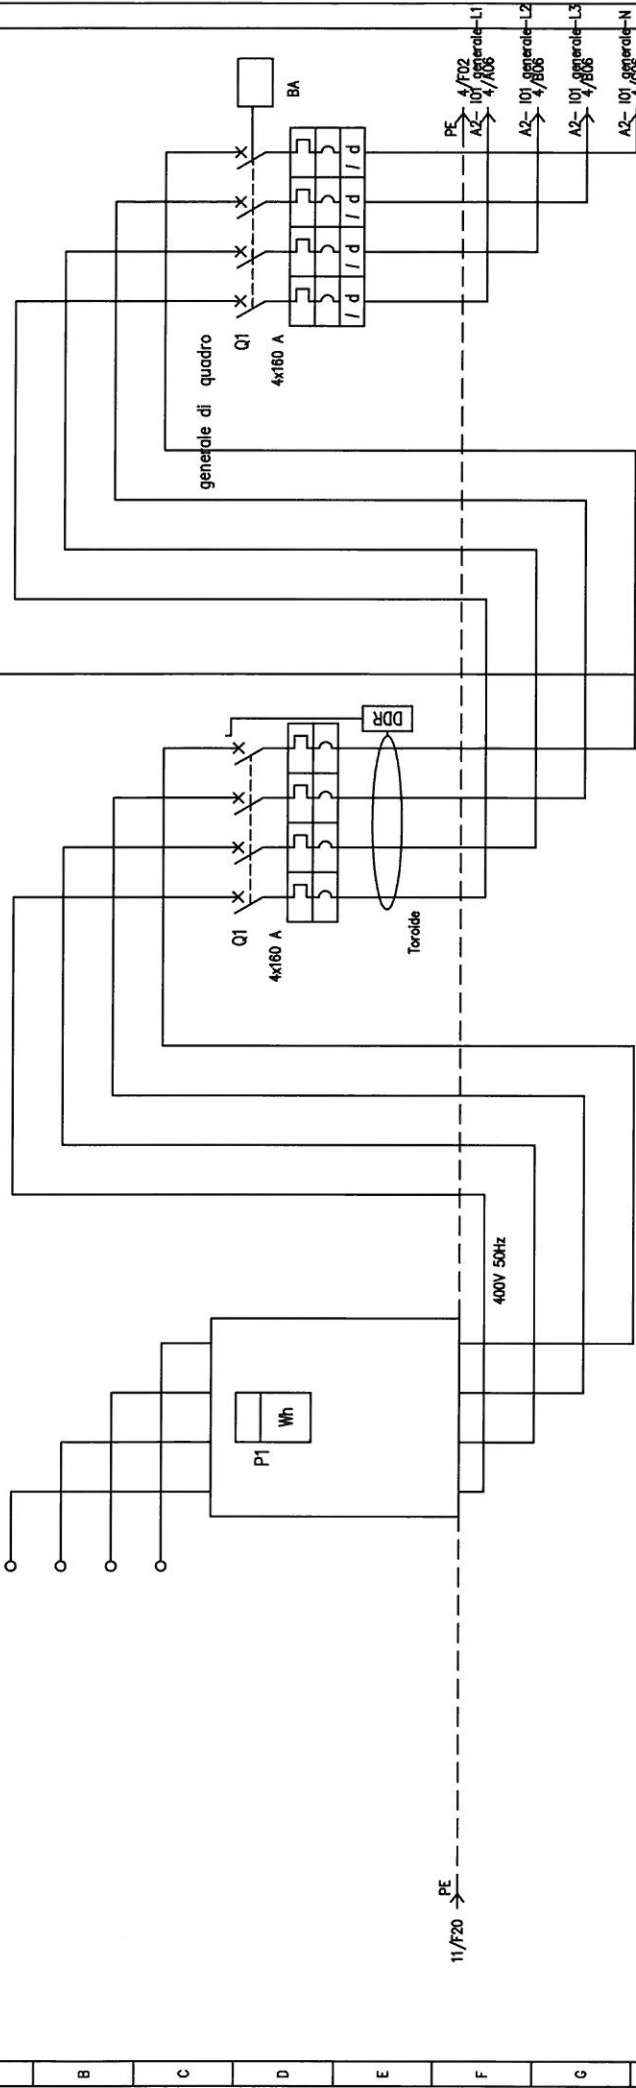 B
C
D
E
F
G
11/F20
PE
P1
Wh
400V 50Hz
Q1
4x160 A
Toroide
DDR
generale di quadro
Q1
4x160 A
I d
I d
I d
I d
BA
PE
4/F02
A2- I01 generale-L1
4/A06
A2- I01 generale-L2
4/B06
A2- I01 generale-L3
4/B06
A2- I01 generale-N